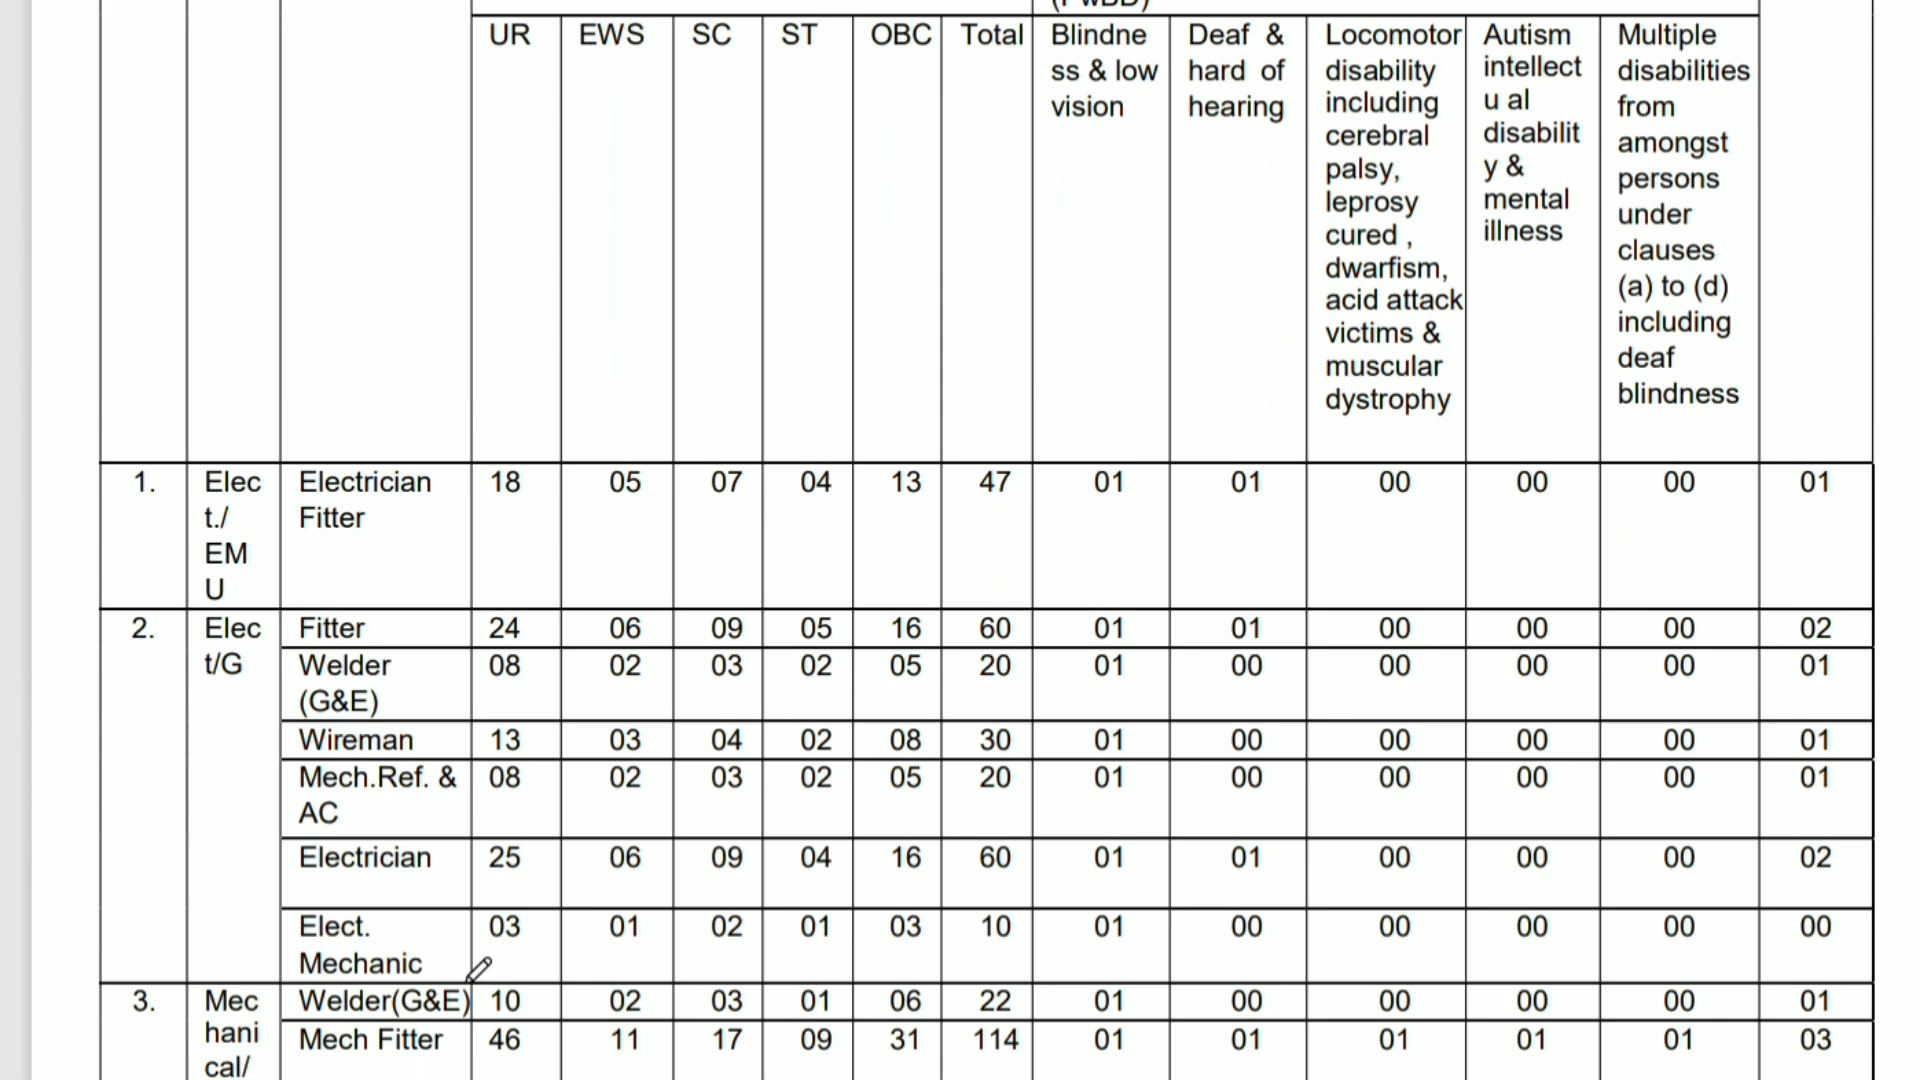 (PwBD)
UR EWS SC ST OBC Total Blindne Deaf & Locomotor Autism Multiple
ss & low hard of disability intellect disabilities
vision hearing including u al from
cerebral disabilit amongst
palsy, y & persons
leprosy mental under
cured , illness clauses
dwarfism, (a) to (d)
acid attack including
victims & deaf
muscular blindness
dystrophy
1. Elec Electrician 18 05 07 04 13 47 01 01 00 00 00 01
t./ Fitter
EM
U
2. Elec Fitter 24 06 09 05 16 60 01 01 00 00 00 02
t/G Welder 08 02 03 02 05 20 01 00 00 00 00 01
(G&E)
Wireman 13 03 04 02 08 30 01 00 00 00 00 01
Mech.Ref. & 08 02 03 02 05 20 01 00 00 00 00 01
AC
Electrician 25 06 09 04 16 60 01 01 00 00 00 02
Elect. 03 01 02 01 03 10 01 00 00 00 00 00
Mechanic
3. Mec Welder(G&E) 10 02 03 01 06 22 01 00 00 00 00 01
hani Mech Fitter 46 11 17 09 31 114 01 01 01 01 01 03
cal/